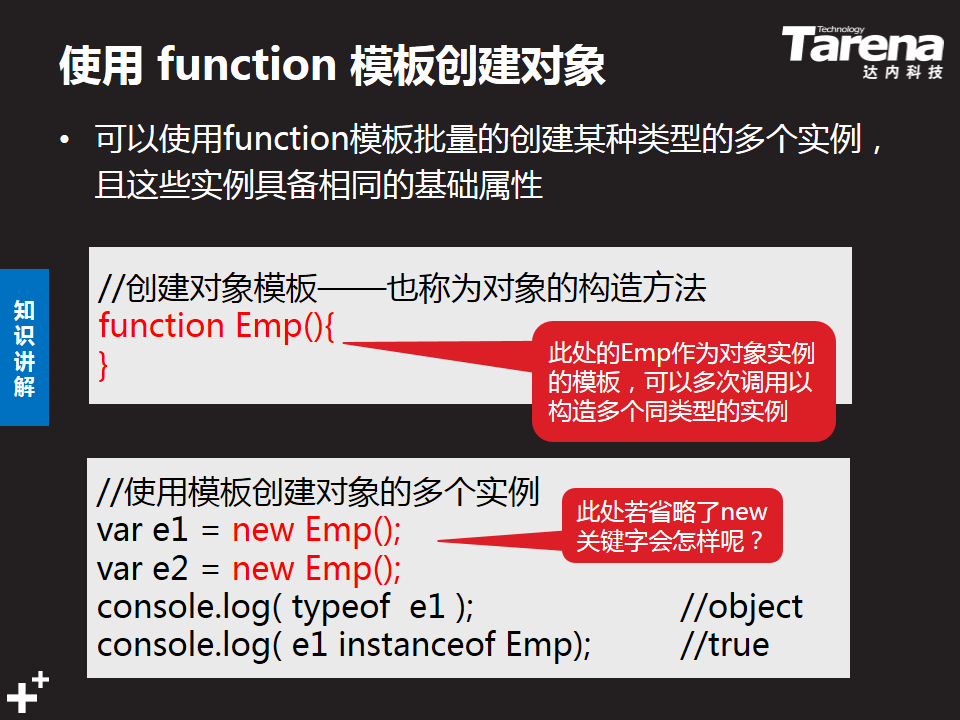 使用 function 模板创建对象
Technology
Tarena
达内科技
• 可以使用function模板批量的创建某种类型的多个实例，
且这些实例具备相同的基础属性
知
识
讲
解
//创建对象模板——也称为对象的构造方法
function Emp(){
}
此处的Emp作为对象实例
的模板，可以多次调用以
构造多个同类型的实例
//使用模板创建对象的多个实例
var e1 = new Emp();
此处若省略了new
关键字会怎样呢？
var e2 = new Emp();
console.log( typeof  e1 ); //object
console.log( e1 instanceof Emp); //true